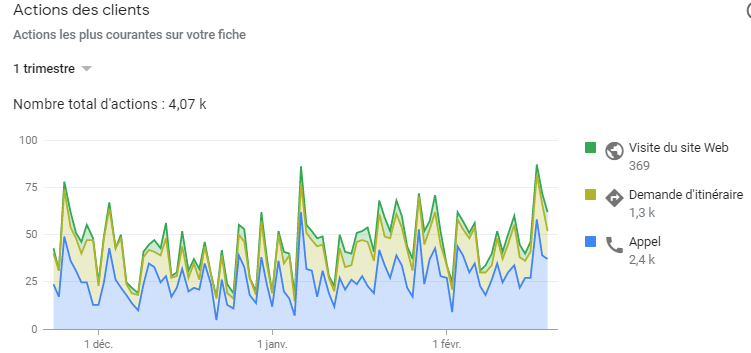 Actions des clients
Actions les plus courantes sur votre fiche
1 trimestre
Nombre total d'actions : 4,07 k
100
75
50
25
0
1 déc.
1 janv.
1 févr.
Visite du site Web
369
Demande d'itinéraire
1,3 k
Appel
2,4 k